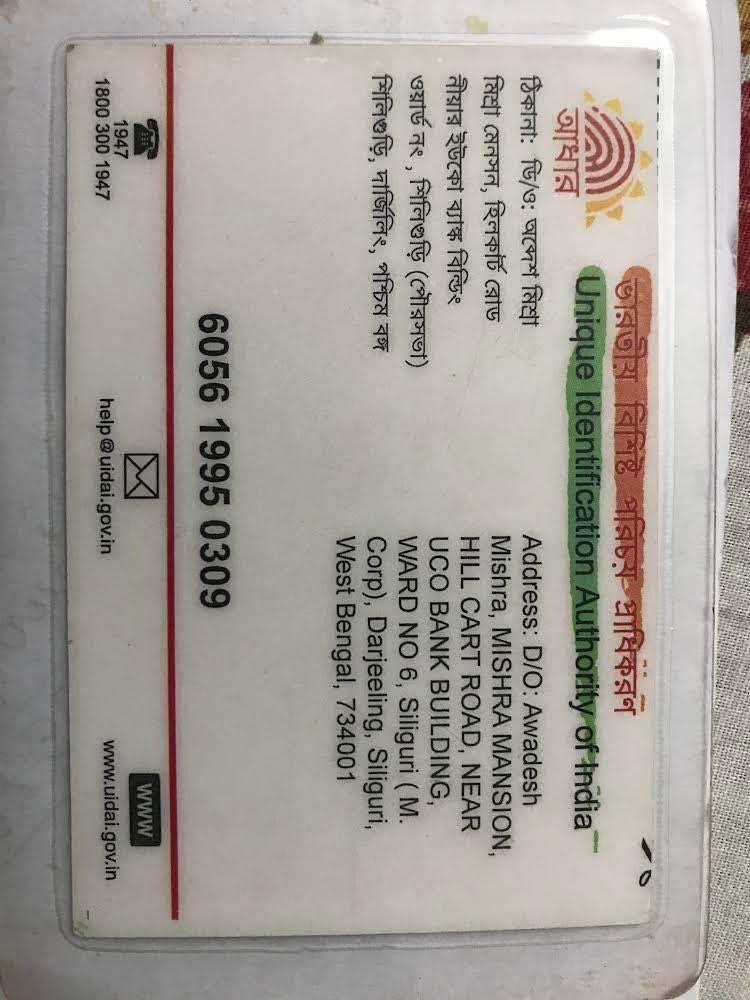 ভারতীয় বিশিষ্ট পরিচয় প্রাধিকরণ
Unique Identification Authority of India
আধার
ঠিকানা: ডি/ও: অবদেশ মিশ্রা
মিশ্রা মেনসন, হিলকার্ট রোড
নীয়ার ইউকো ব্যাঙ্ক বিল্ডিং
ওয়ার্ড নং , শিলিগুড়ি (পৌরসভা)
শিলিগুড়ি, দার্জিলিং, পশ্চিম বঙ্গ
Address: D/O: Awadesh
Mishra, MISHRA MANSION,
HILL CART ROAD, NEAR
UCO BANK BUILDING,
WARD NO 6, Siliguri ( M.
Corp), Darjeeling, Siliguri,
West Bengal, 734001
6056 1995 0309
1947
1800 300 1947
help@uidai.gov.in
www
www.uidai.gov.in